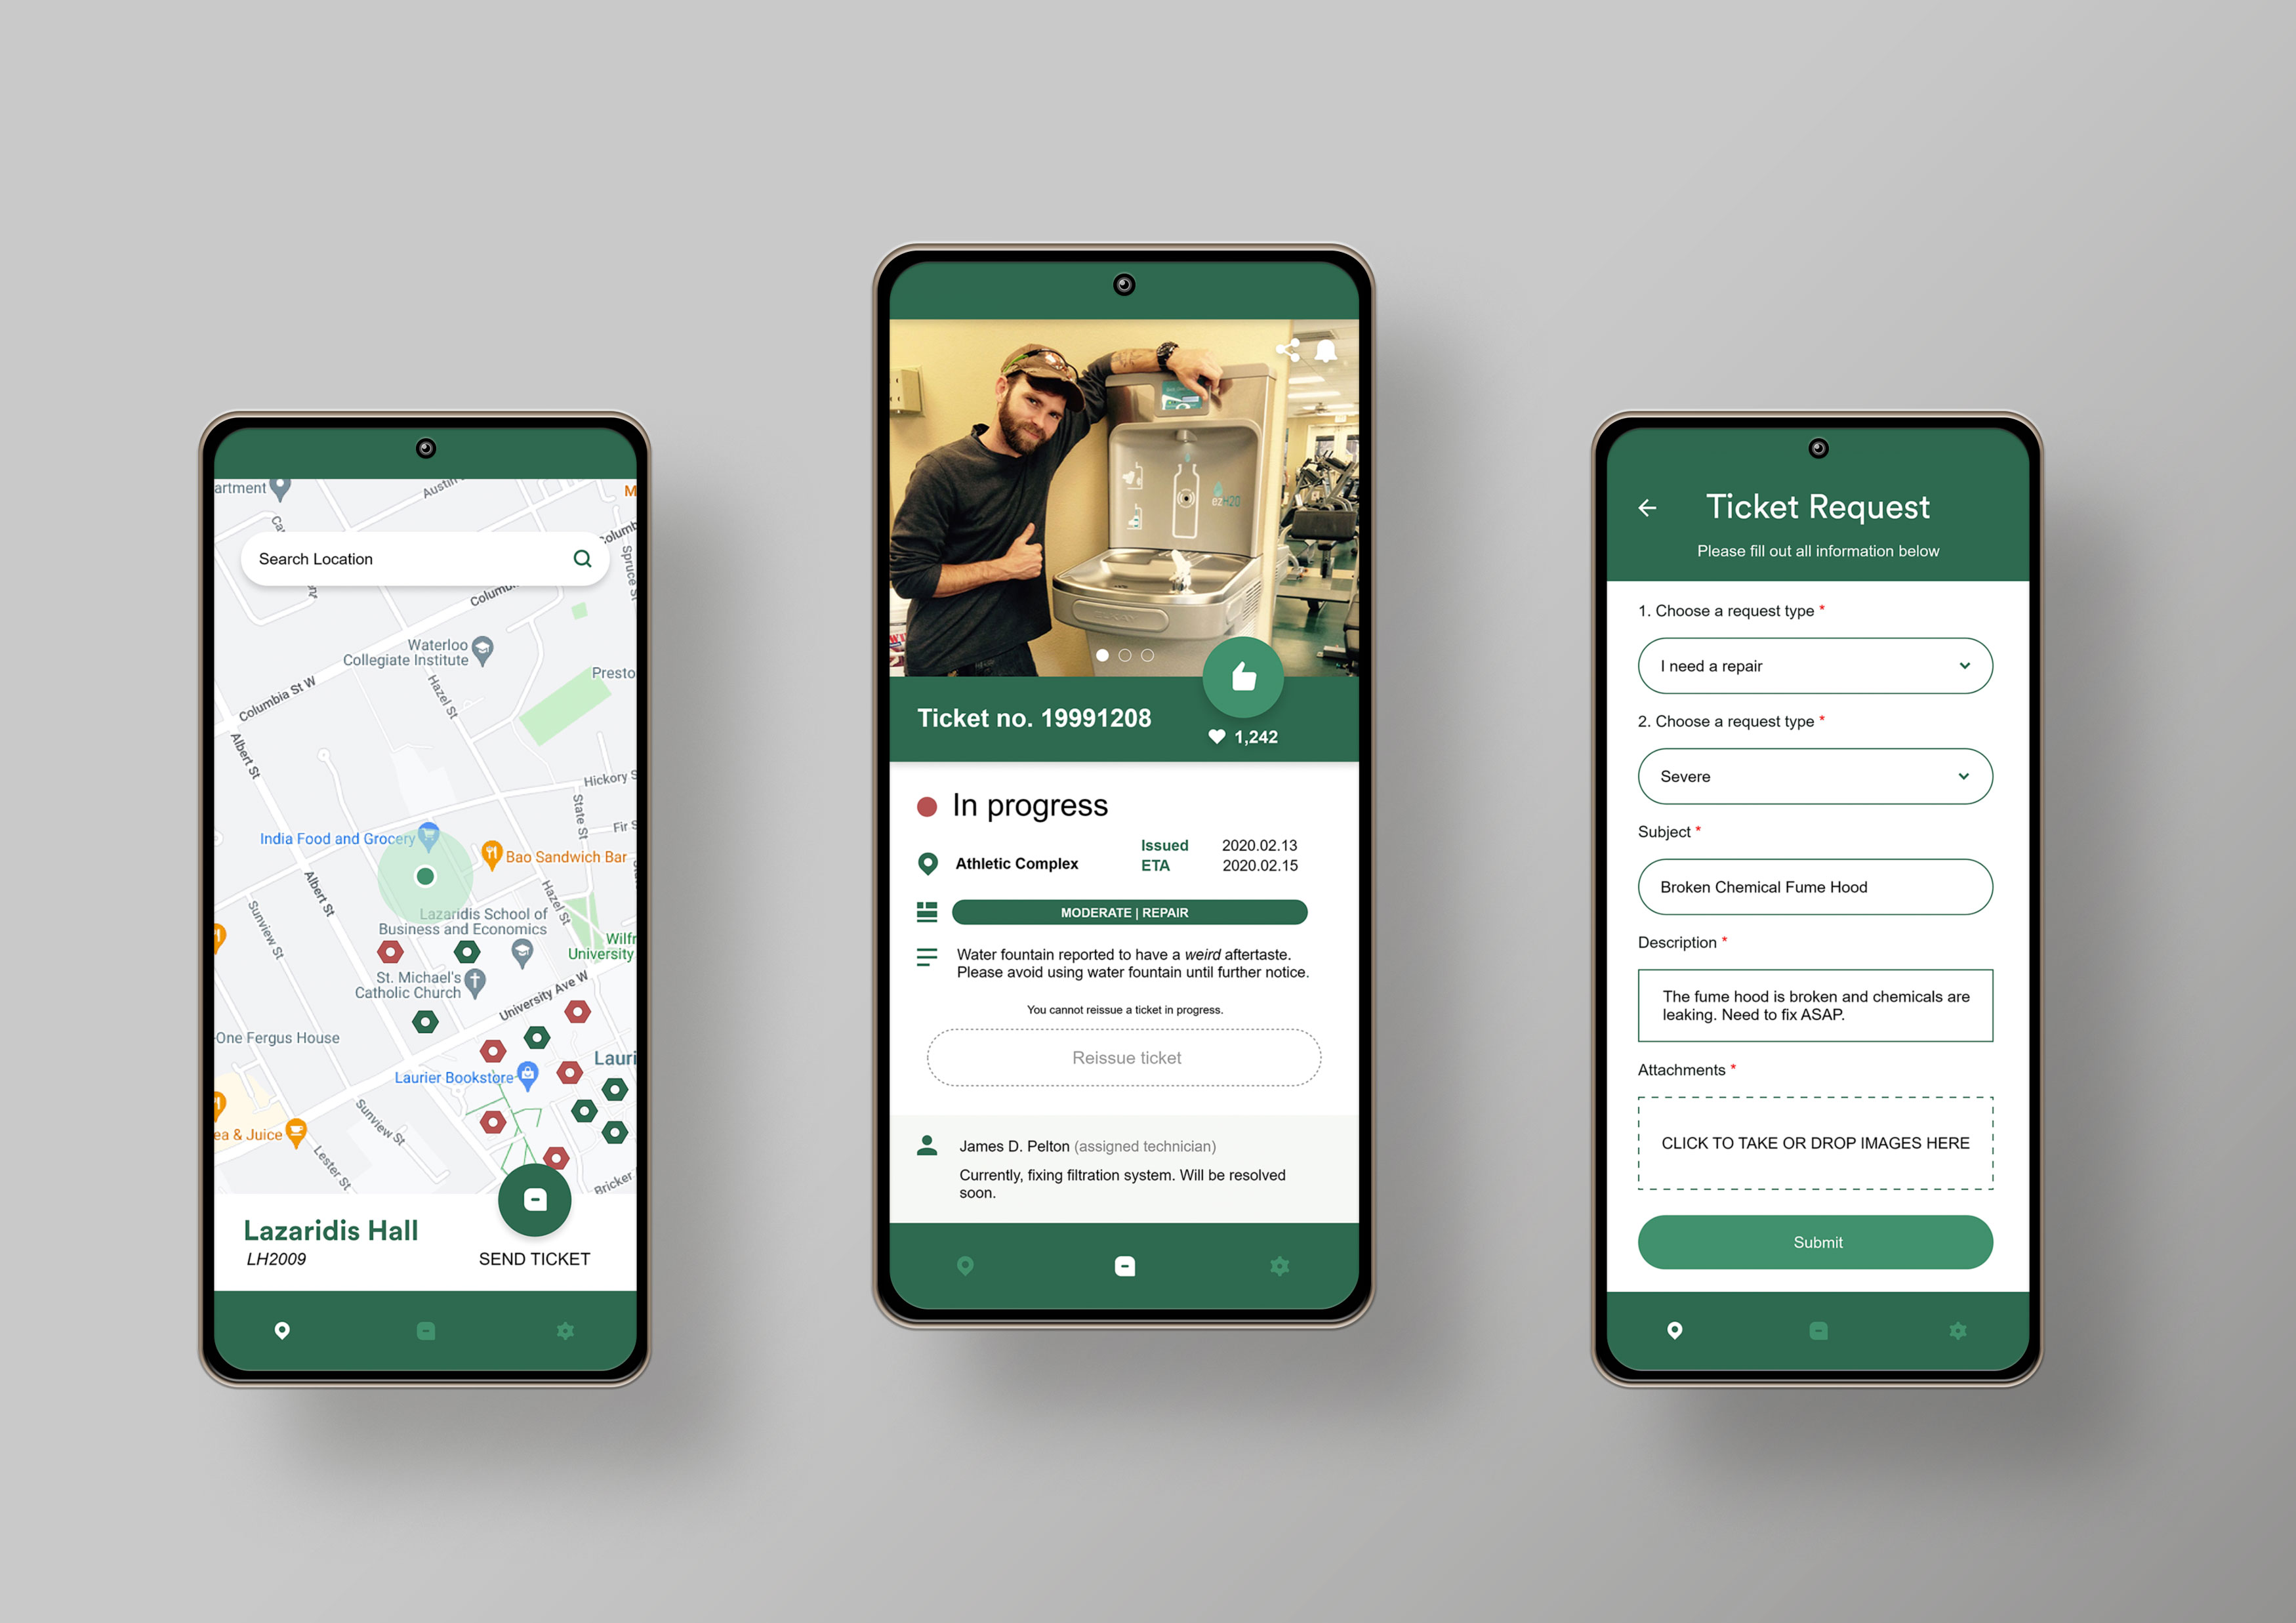 artment
Austin
M
Columb
Search Location
Spruce S
Columbi
Waterloo
Collegiate Institute
Presto
Hazel St
Columbia St W
Albert St
Hickory S
State St
Fir S
India Food and Grocery
Bao Sandwich Bar
Albert St
Hazel St
Sunview St
Lazaridis School of
Business and Economics
Wilfr
University
St. Michael's
Catholic Church
University Ave W
One Fergus House
Lauri
Laurier Bookstore
Sunview St
ea & Juice
Lester St
Bricker
Lazaridis Hall
LH2009
SEND TICKET
ezH2O
Ticket no. 19991208
1,242
In progress
Athletic Complex
Issued 2020.02.13
ETA 2020.02.15
MODERATE | REPAIR
Water fountain reported to have a weird aftertaste.
Please avoid using water fountain until further notice.
You cannot reissue a ticket in progress.
Reissue ticket
James D. Pelton (assigned technician)
Currently, fixing filtration system. Will be resolved
soon.
Ticket Request
Please fill out all information below
1. Choose a request type *
I need a repair
2. Choose a request type *
Severe
Subject *
Broken Chemical Fume Hood
Description *
The fume hood is broken and chemicals are
leaking. Need to fix ASAP.
Attachments *
CLICK TO TAKE OR DROP IMAGES HERE
Submit